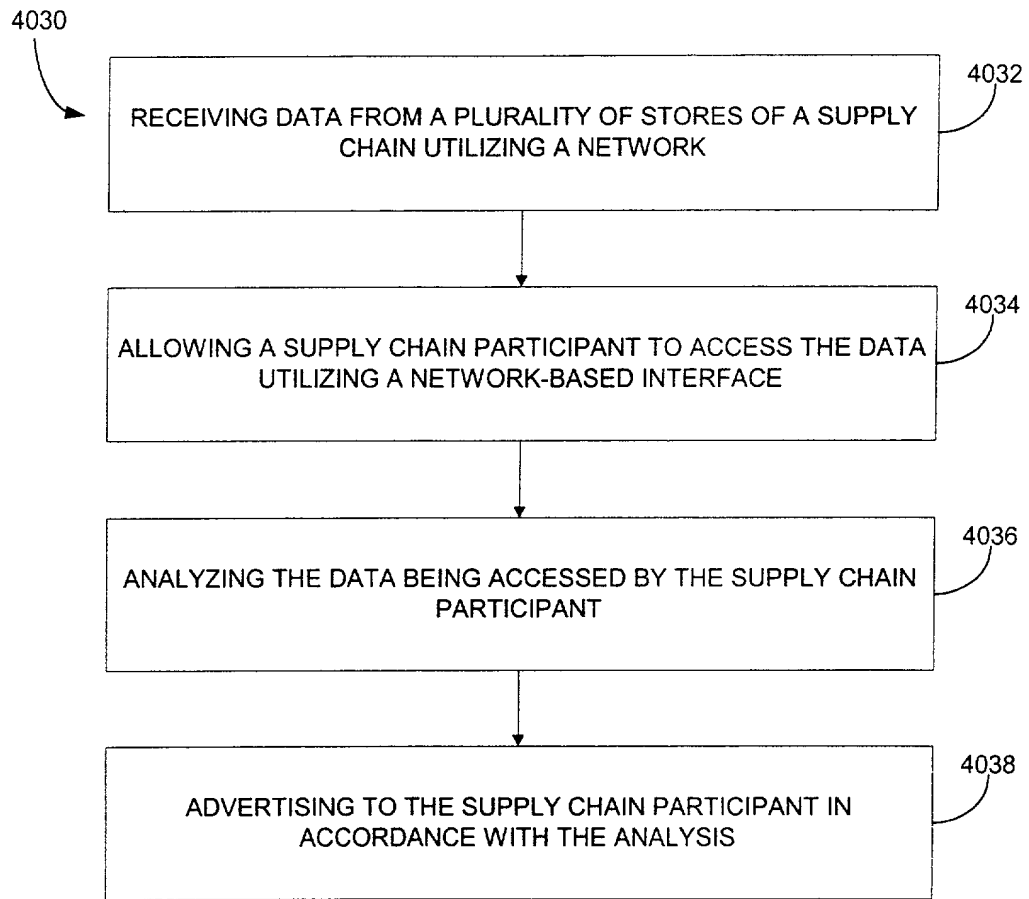 4030
4032
RECEIVING DATA FROM A PLURALITY OF STORES OF A SUPPLY
CHAIN UTILIZING A NETWORK
4034
ALLOWING A SUPPLY CHAIN PARTICIPANT TO ACCESS THE DATA
UTILIZING A NETWORK-BASED INTERFACE
4036
ANALYZING THE DATA BEING ACCESSED BY THE SUPPLY CHAIN
PARTICIPANT
4038
ADVERTISING TO THE SUPPLY CHAIN PARTICIPANT IN
ACCORDANCE WITH THE ANALYSIS